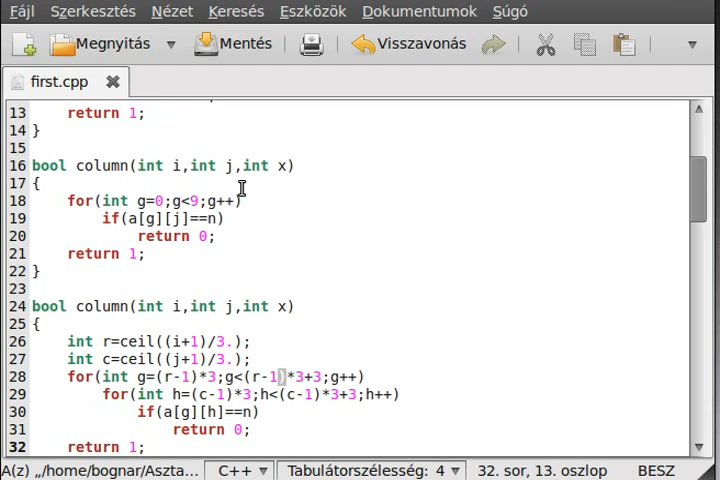 Fájl Szerkesztés Nézet Keresés Eszközök Dokumentumok Súgó
Megnyitás Mentés Visszavonás
first.cpp
13 return 1;
14 }
15
16 bool column(int i,int j,int x)
17 {
18 for(int g=0;g<9;g++)
19 if(a[g][j]==n)
20 return 0;
21 return 1;
22 }
23
24 bool column(int i,int j,int x)
25 {
26 int r=ceil((i+1)/3.);
27 int c=ceil((j+1)/3.);
28 for(int g=(r-1)*3;g<(r-1)*3+3;g++)
29 for(int h=(c-1)*3;h<(c-1)*3+3;h++)
30 if(a[g][h]==n)
31 return 0;
32 return 1;
A(z) „/home/bognar/Aszta... C++ Tabulátorszélesség: 4 32. sor, 13. oszlop BESZ